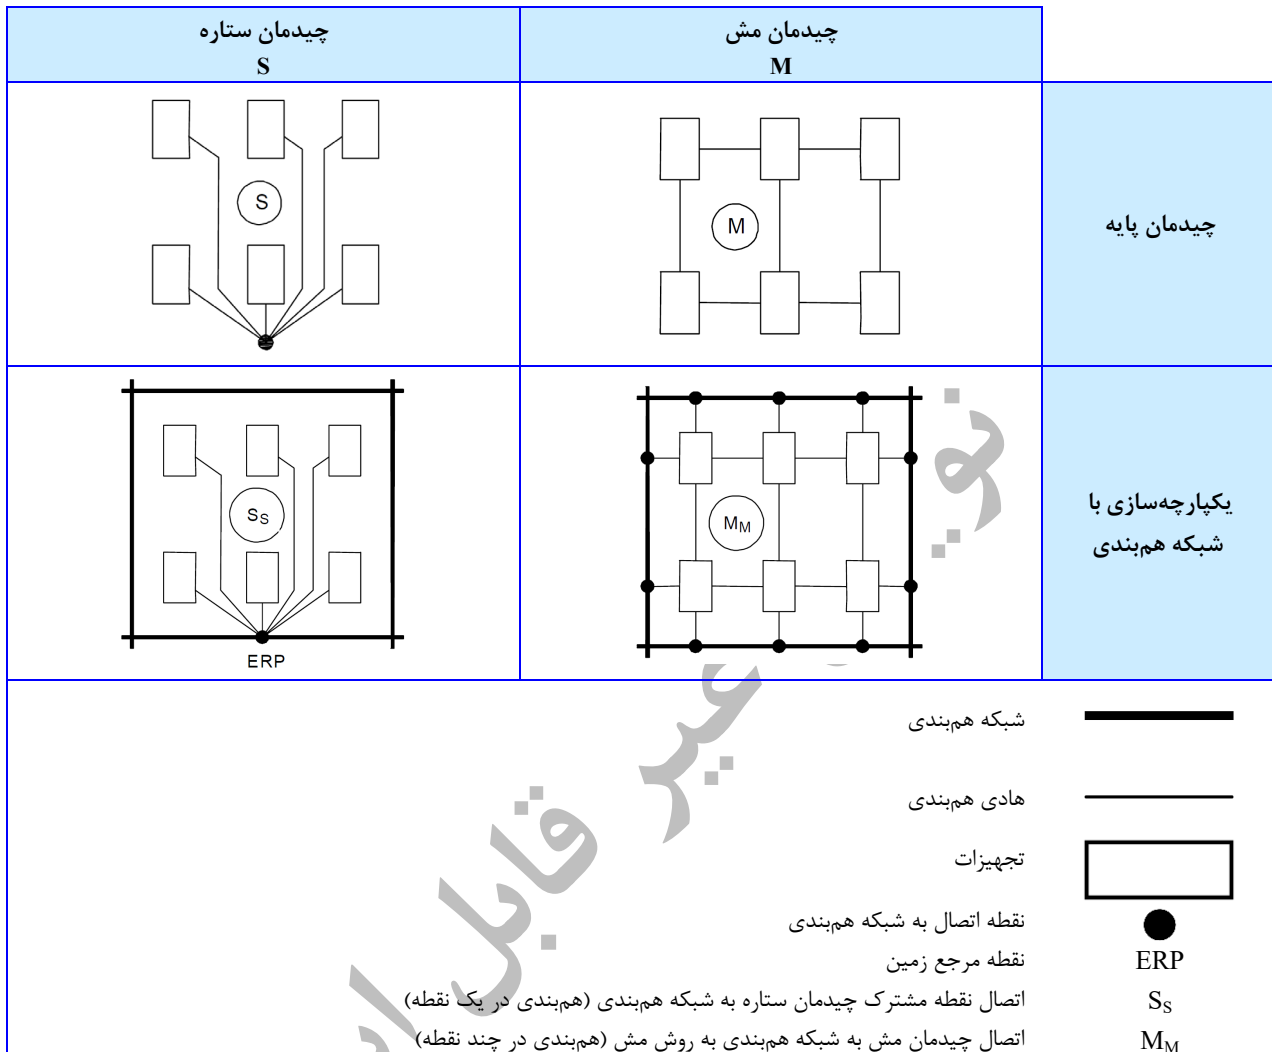 چیدمان مش
M
چیدمان ستاره
S
چیدمان پایه
M
S
یکپارچه‌سازی با
شبکه هم‌بندی
MM
SS
ERP
شبکه هم‌بندی
هادی هم‌بندی
تجهیزات
نقطه اتصال به شبکه هم‌بندی
ERP نقطه مرجع زمین
SS اتصال نقطه مشترک چیدمان ستاره به شبکه هم‌بندی (هم‌بندی در یک نقطه)
MM اتصال چیدمان مش به شبکه هم‌بندی به روش مش (هم‌بندی در چند نقطه)
غیر قابل